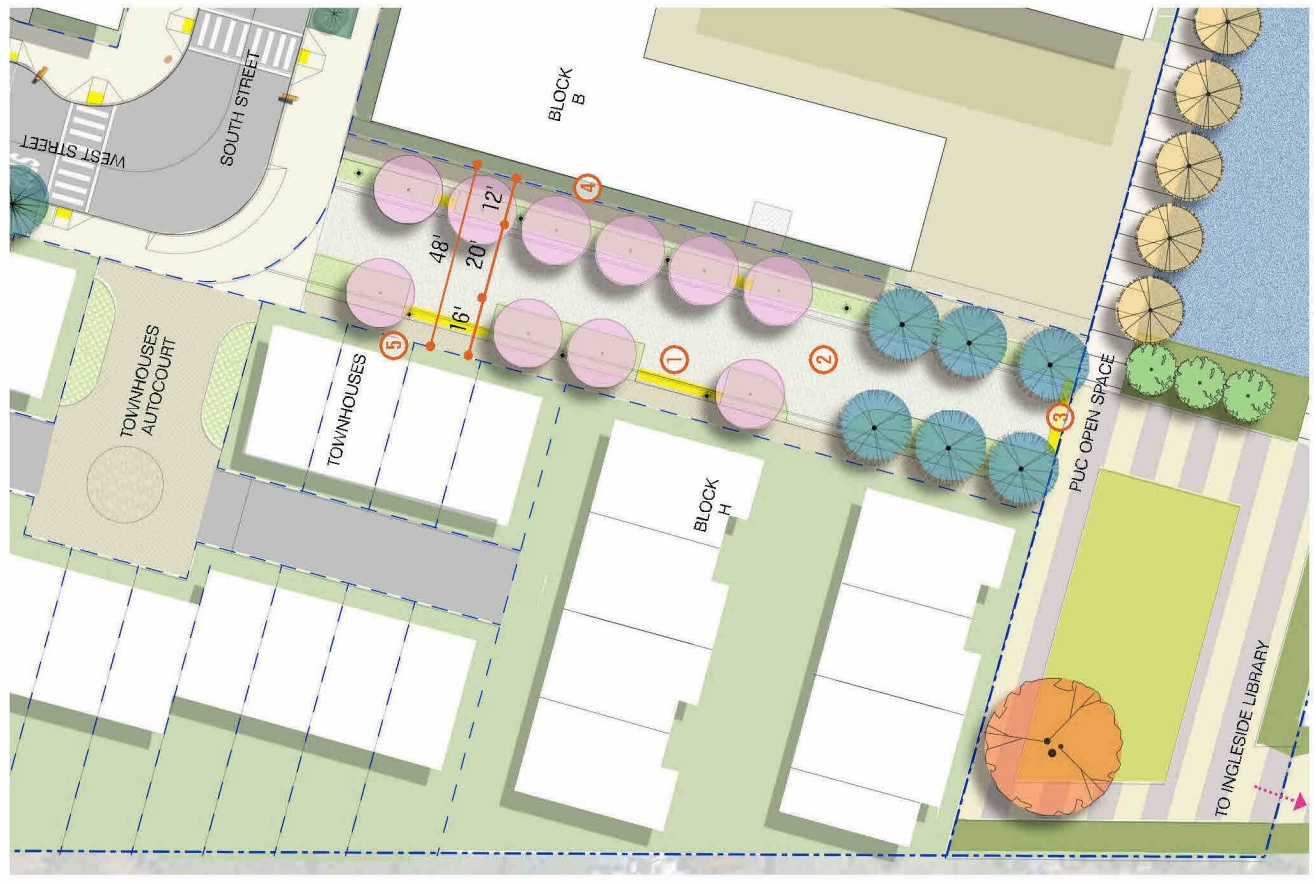 WEST STREET
SOUTH STREET
BLOCK
B
4
12'
48'
20'
16'
5
1
2
3
TOWNHOUSES
AUTOCOURT
TOWNHOUSES
BLOCK
H
PUC OPEN SPACE
TO INGLESIDE LIBRARY